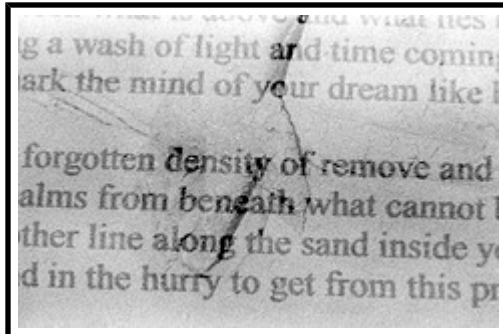 what is above and what lies
g a wash of light and time coming
ark the mind of your dream like
forgotten density of remove and
alms from beneath what cannot
ther line along the sand inside
d in the hurry to get from this